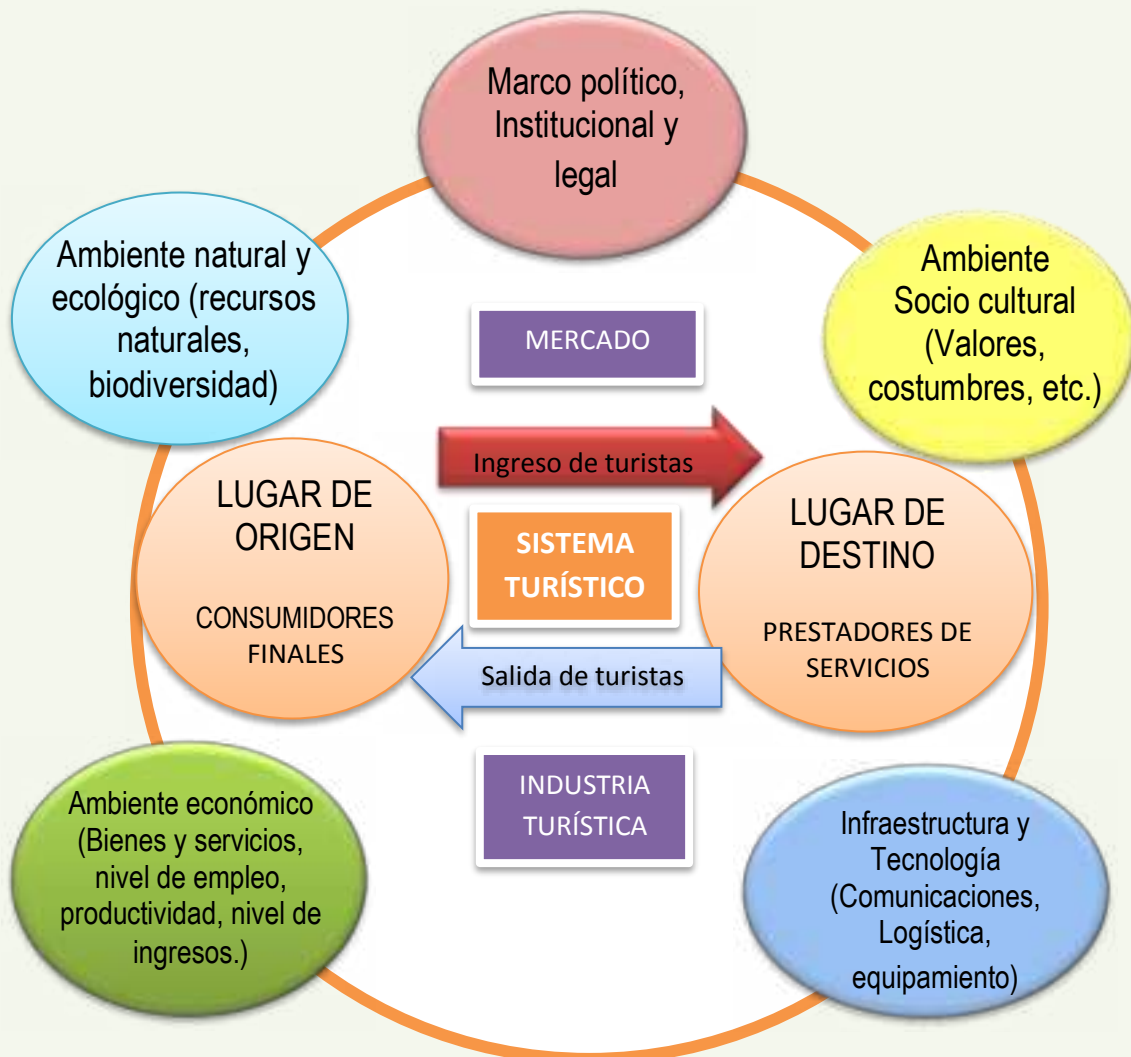 Marco político,
Institucional y
legal
Ambiente natural y
ecológico (recursos
naturales,
biodiversidad)
Ambiente
Socio cultural
(Valores,
costumbres, etc.)
MERCADO
Ingreso de turistas
LUGAR DE
ORIGEN
CONSUMIDORES
FINALES
SISTEMA
TURÍSTICO
LUGAR DE
DESTINO
PRESTADORES DE
SERVICIOS
Salida de turistas
INDUSTRIA
TURÍSTICA
Ambiente económico
(Bienes y servicios,
nivel de empleo,
productividad, nivel de
ingresos.)
Infraestructura y
Tecnología
(Comunicaciones,
Logística,
equipamiento)